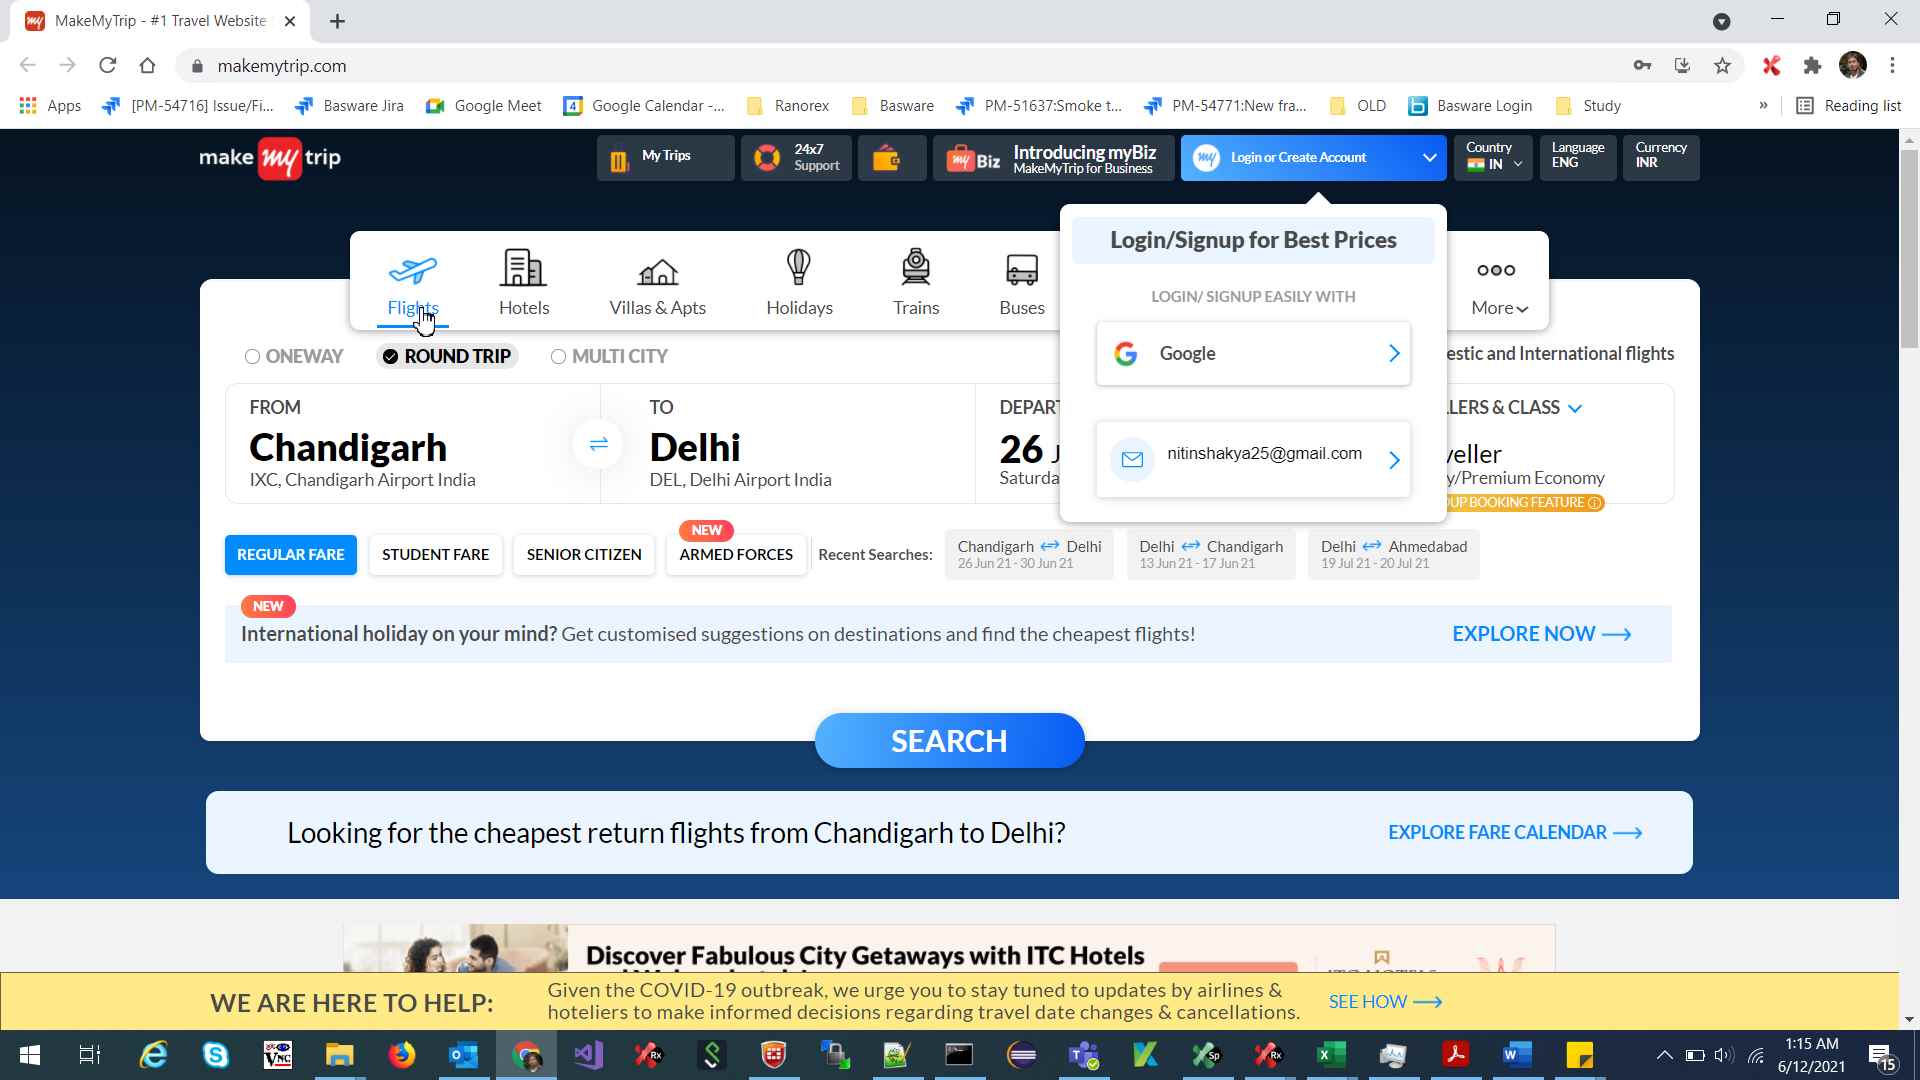 MakeMyTrip - #1 Travel Website
makemytrip.com
Apps
[PM-54716] Issue/Fi...
Basware Jira
Google Meet
4
Google Calendar -...
Ranorex
Basware
PM-51637:Smoke t...
PM-54771:New fra...
OLD
Basware Login
Study
»
Reading list
make my trip
My Trips
24x7
Support
my Biz
Introducing myBiz
MakeMyTrip for Business
my
Login or Create Account
Country
IN
Language
ENG
Currency
INR
Login/Signup for Best Prices
LOGIN/ SIGNUP EASILY WITH
Google
nitinshakya25@gmail.com
Flights
Hotels
Villas & Apts
Holidays
Trains
Buses
More
ONEWAY
ROUND TRIP
MULTI CITY
estic and International flights
FROM
Chandigarh
IXC, Chandigarh Airport India
TO
Delhi
DEL, Delhi Airport India
DEPART
26 J
Saturda
LERS & CLASS
veller
y/Premium Economy
UP BOOKING FEATURE
REGULAR FARE
STUDENT FARE
SENIOR CITIZEN
NEW
ARMED FORCES
Recent Searches:
Chandigarh Delhi
26 Jun 21 - 30 Jun 21
Delhi Chandigarh
13 Jun 21 - 17 Jun 21
Delhi Ahmedabad
19 Jul 21 - 20 Jul 21
NEW
International holiday on your mind? Get customised suggestions on destinations and find the cheapest flights!
EXPLORE NOW
SEARCH
Looking for the cheapest return flights from Chandigarh to Delhi?
EXPLORE FARE CALENDAR
Discover Fabulous City Getaways with ITC Hotels
WE ARE HERE TO HELP:
Given the COVID-19 outbreak, we urge you to stay tuned to updates by airlines &
hoteliers to make informed decisions regarding travel date changes & cancellations.
SEE HOW
1:15 AM
6/12/2021
15